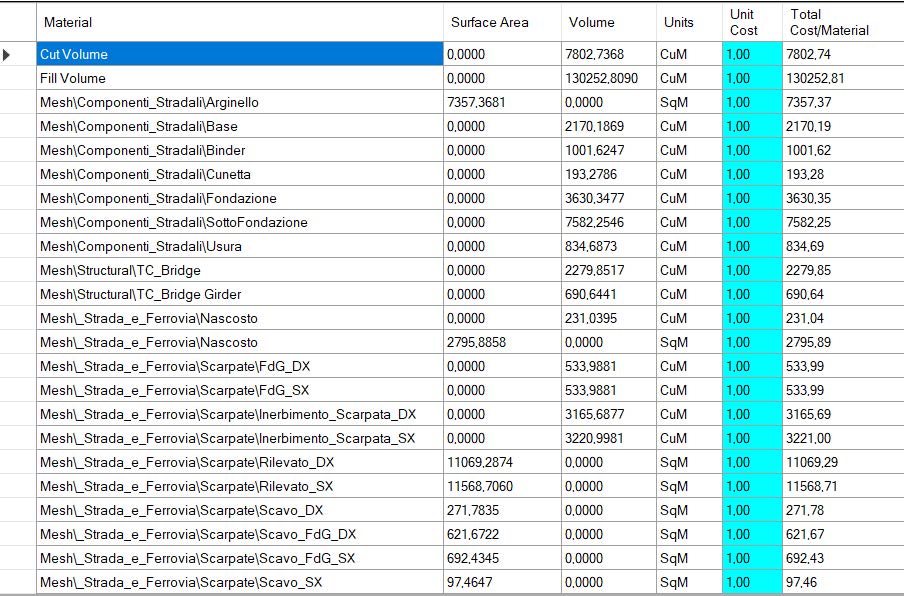 Material Surface Area Volume Units Unit Cost Total Cost/Material
Cut Volume 0,0000 7802,7368 CuM 1,00 7802,74
Fill Volume 0,0000 130252,8090 CuM 1,00 130252,81
Mesh\Componenti_Stradali\Arginello 7357,3681 0,0000 SqM 1,00 7357,37
Mesh\Componenti_Stradali\Base 0,0000 2170,1869 CuM 1,00 2170,19
Mesh\Componenti_Stradali\Binder 0,0000 1001,6247 CuM 1,00 1001,62
Mesh\Componenti_Stradali\Cunetta 0,0000 193,2786 CuM 1,00 193,28
Mesh\Componenti_Stradali\Fondazione 0,0000 3630,3477 CuM 1,00 3630,35
Mesh\Componenti_Stradali\SottoFondazione 0,0000 7582,2546 CuM 1,00 7582,25
Mesh\Componenti_Stradali\Usura 0,0000 834,6873 CuM 1,00 834,69
Mesh\Structural\TC_Bridge 0,0000 2279,8517 CuM 1,00 2279,85
Mesh\Structural\TC_Bridge Girder 0,0000 690,6441 CuM 1,00 690,64
Mesh\_Strada_e_Ferrovia\Nascosto 0,0000 231,0395 CuM 1,00 231,04
Mesh\_Strada_e_Ferrovia\Nascosto 2795,8858 0,0000 SqM 1,00 2795,89
Mesh\_Strada_e_Ferrovia\Scarpate\FdG_DX 0,0000 533,9881 CuM 1,00 533,99
Mesh\_Strada_e_Ferrovia\Scarpate\FdG_SX 0,0000 533,9881 CuM 1,00 533,99
Mesh\_Strada_e_Ferrovia\Scarpate\Inerbimento_Scarpata_DX 0,0000 3165,6877 CuM 1,00 3165,69
Mesh\_Strada_e_Ferrovia\Scarpate\Inerbimento_Scarpata_SX 0,0000 3220,9981 CuM 1,00 3221,00
Mesh\_Strada_e_Ferrovia\Scarpate\Rilevato_DX 11069,2874 0,0000 SqM 1,00 11069,29
Mesh\_Strada_e_Ferrovia\Scarpate\Rilevato_SX 11568,7060 0,0000 SqM 1,00 11568,71
Mesh\_Strada_e_Ferrovia\Scarpate\Scavo_DX 271,7835 0,0000 SqM 1,00 271,78
Mesh\_Strada_e_Ferrovia\Scarpate\Scavo_FdG_DX 621,6722 0,0000 SqM 1,00 621,67
Mesh\_Strada_e_Ferrovia\Scarpate\Scavo_FdG_SX 692,4345 0,0000 SqM 1,00 692,43
Mesh\_Strada_e_Ferrovia\Scarpate\Scavo_SX 97,4647 0,0000 SqM 1,00 97,46